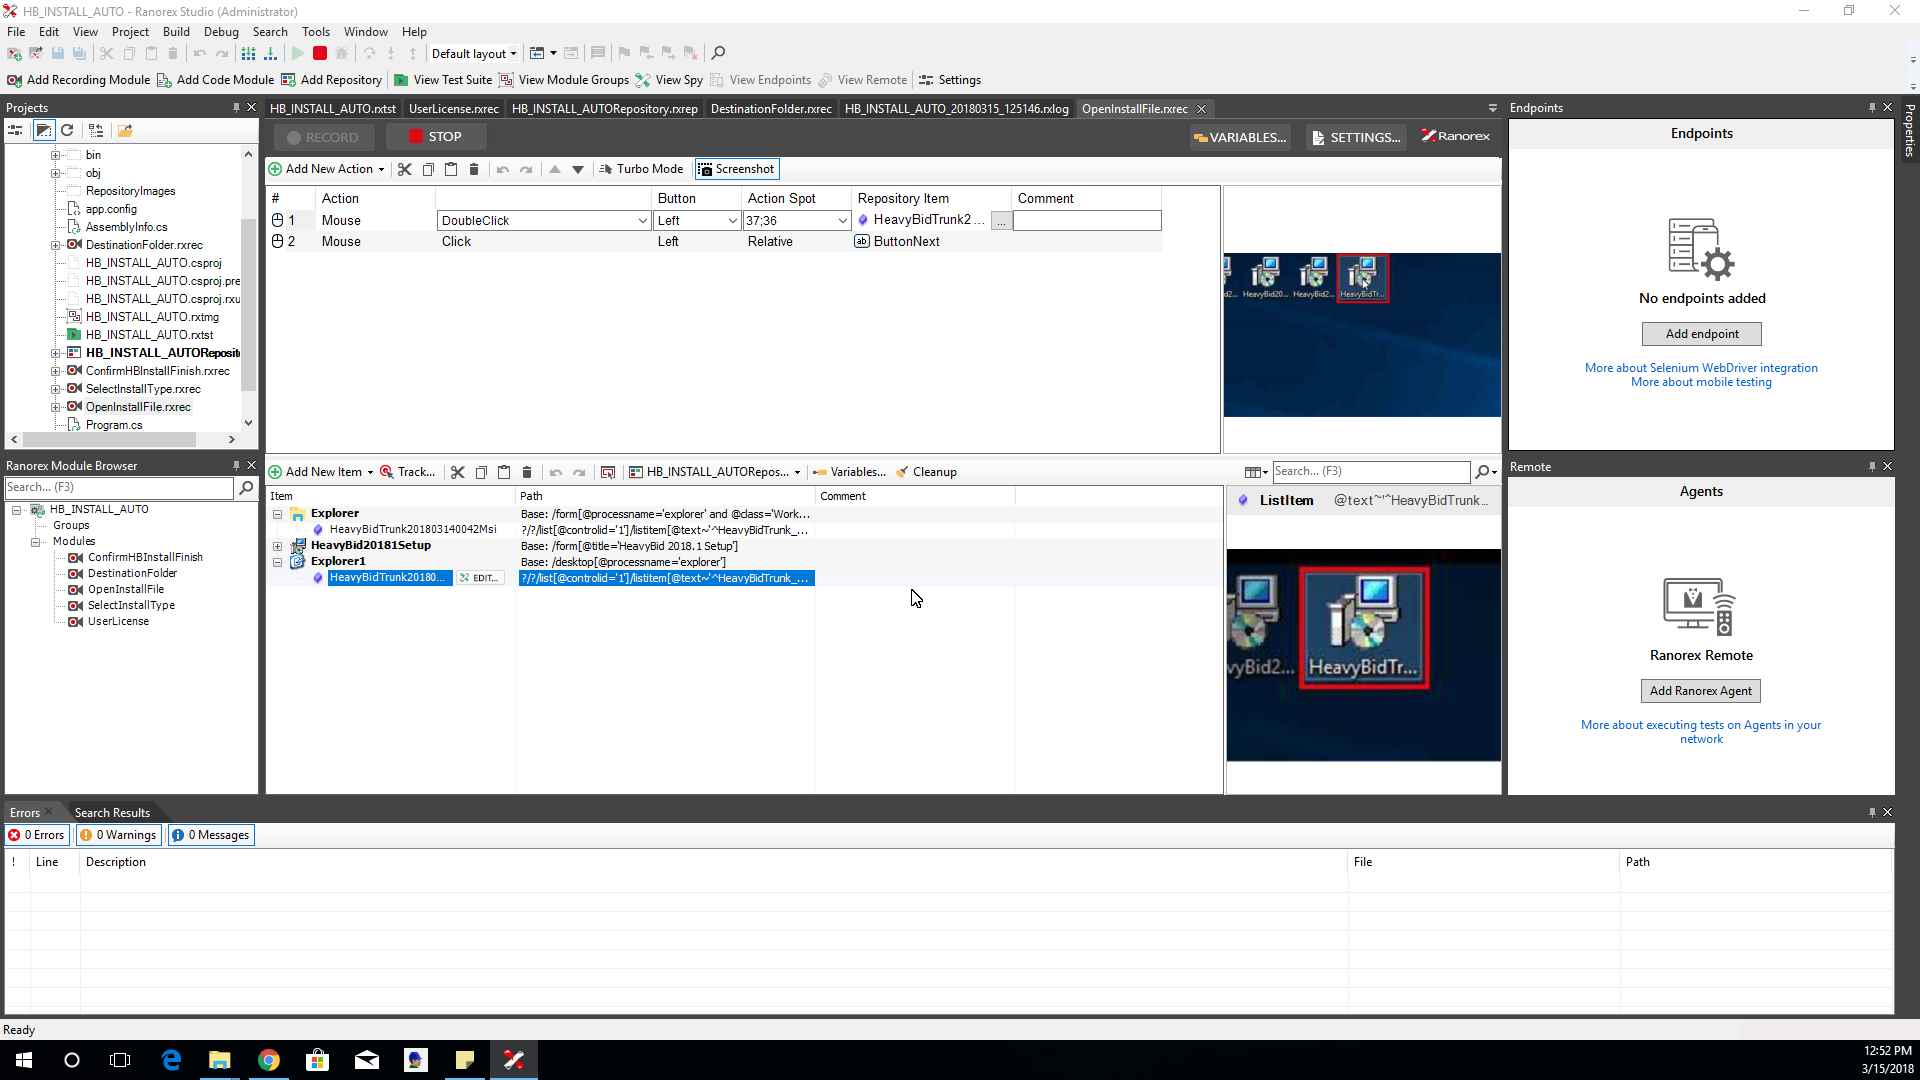 HB_INSTALL_AUTO - Ranorex Studio (Administrator)
File Edit View Project Build Debug Search Tools Window Help
Default layout
Add Recording Module Add Code Module Add Repository View Test Suite View Module Groups View Spy View Endpoints View Remote Settings
Projects
bin
obj
RepositoryImages
app.config
AssemblyInfo.cs
DestinationFolder.rxrec
HB_INSTALL_AUTO.csproj
HB_INSTALL_AUTO.csproj.pre
HB_INSTALL_AUTO.csproj.rxu
HB_INSTALL_AUTO.rxtmg
HB_INSTALL_AUTO.rxtst
HB_INSTALL_AUTOReposit
ConfirmHBInstallFinish.rxrec
SelectInstallType.rxrec
OpenInstallFile.rxrec
Program.cs
Ranorex Module Browser
Search... (F3)
HB_INSTALL_AUTO
Groups
Modules
ConfirmHBInstallFinish
DestinationFolder
OpenInstallFile
SelectInstallType
UserLicense
HB_INSTALL_AUTO.rxtst UserLicense.rxrec HB_INSTALL_AUTORepository.rxrep DestinationFolder.rxrec HB_INSTALL_AUTO_20180315_125146.rxlog OpenInstallFile.rxrec
RECORD STOP VARIABLES... SETTINGS... Ranorex
Add New Action Turbo Mode Screenshot
# Action Button Action Spot Repository Item Comment
1 Mouse DoubleClick Left 37;36 HeavyBidTrunk2... ...
2 Mouse Click Left Relative ButtonNext
HeavyBid20... HeavyBid2... HeavyBidTr...
Add New Item Track... HB_INSTALL_AUTORepos... Variables... Cleanup Search... (F3)
Item Path Comment
Explorer Base: /form[@processname='explorer' and @class='Work...
HeavyBidTrunk201803140042Msi ?/?/list[@controlid='1']/listitem[@text~'^HeavyBidTrunk_...
HeavyBid20181Setup Base: /form[@title='HeavyBid 2018.1 Setup']
Explorer1 Base: /desktop[@processname='explorer']
HeavyBidTrunk20180... EDIT... ?/?/list[@controlid='1']/listitem[@text~'^HeavyBidTrunk_...
ListItem @text~'^HeavyBidTrunk...
vyBid2... HeavyBidTr...
Endpoints
Endpoints
No endpoints added
Add endpoint
More about Selenium WebDriver integration
More about mobile testing
Properties
Remote
Agents
Ranorex Remote
Add Ranorex Agent
More about executing tests on Agents in your
network
Errors Search Results
0 Errors 0 Warnings 0 Messages
! Line Description File Path
Ready
12:52 PM
3/15/2018